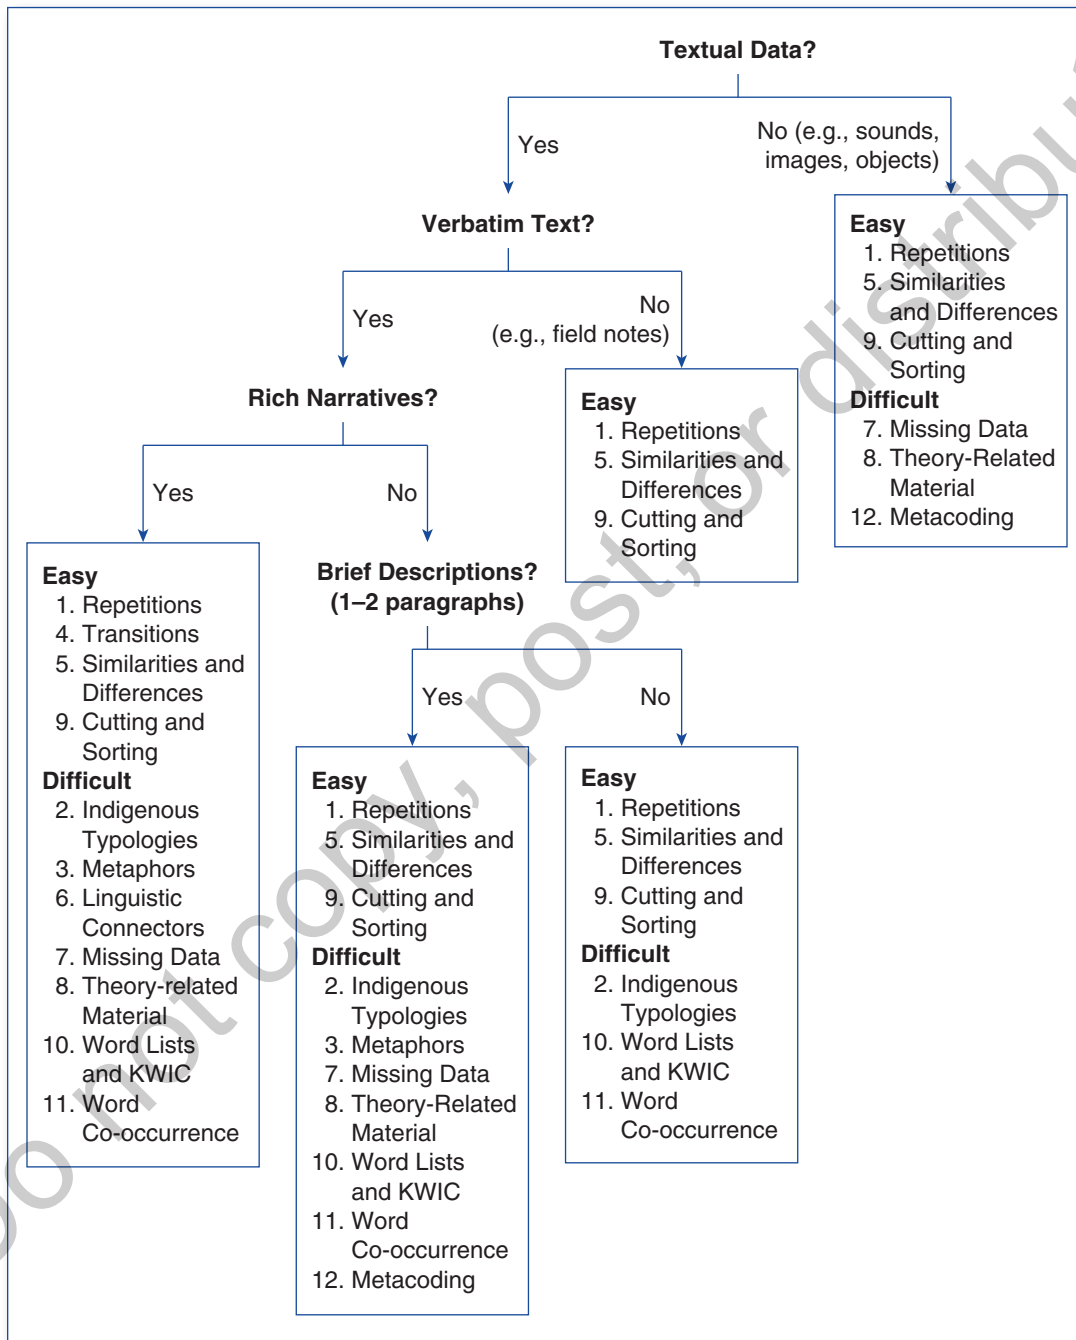 Textual Data?
Yes
No (e.g., sounds,
images, objects)
Verbatim Text?
Easy
1. Repetitions
5. Similarities
and Differences
9. Cutting and
Sorting
Difficult
7. Missing Data
8. Theory-Related
Material
12. Metacoding
Yes
No
(e.g., field notes)
Rich Narratives?
Easy
1. Repetitions
5. Similarities and
Differences
9. Cutting and
Sorting
Yes
No
Easy
1. Repetitions
4. Transitions
5. Similarities and
Differences
9. Cutting and
Sorting
Difficult
2. Indigenous
Typologies
3. Metaphors
6. Linguistic
Connectors
7. Missing Data
8. Theory-related
Material
10. Word Lists
and KWIC
11. Word
Co-occurrence
Brief Descriptions?
(1–2 paragraphs)
Yes
No
Easy
1. Repetitions
5. Similarities and
Differences
9. Cutting and
Sorting
Difficult
2. Indigenous
Typologies
3. Metaphors
7. Missing Data
8. Theory-Related
Material
10. Word Lists
and KWIC
11. Word
Co-occurrence
12. Metacoding
Easy
1. Repetitions
5. Similarities and
Differences
9. Cutting and
Sorting
Difficult
2. Indigenous
Typologies
10. Word Lists
and KWIC
11. Word
Co-occurrence
Do not copy, post, or distribu